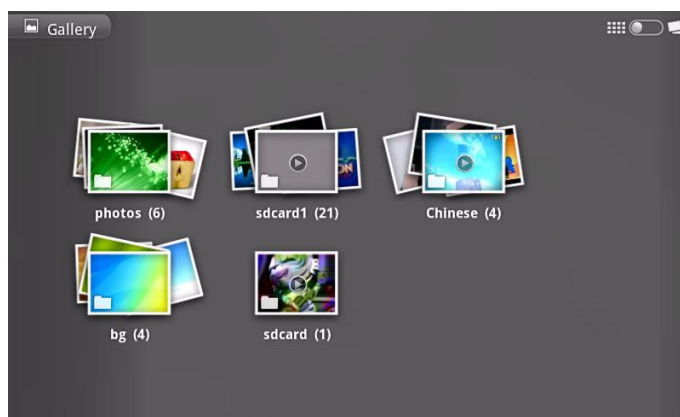 Gallery
photos (6)
sdcard1 (21)
Chinese (4)
bg (4)
sdcard (1)